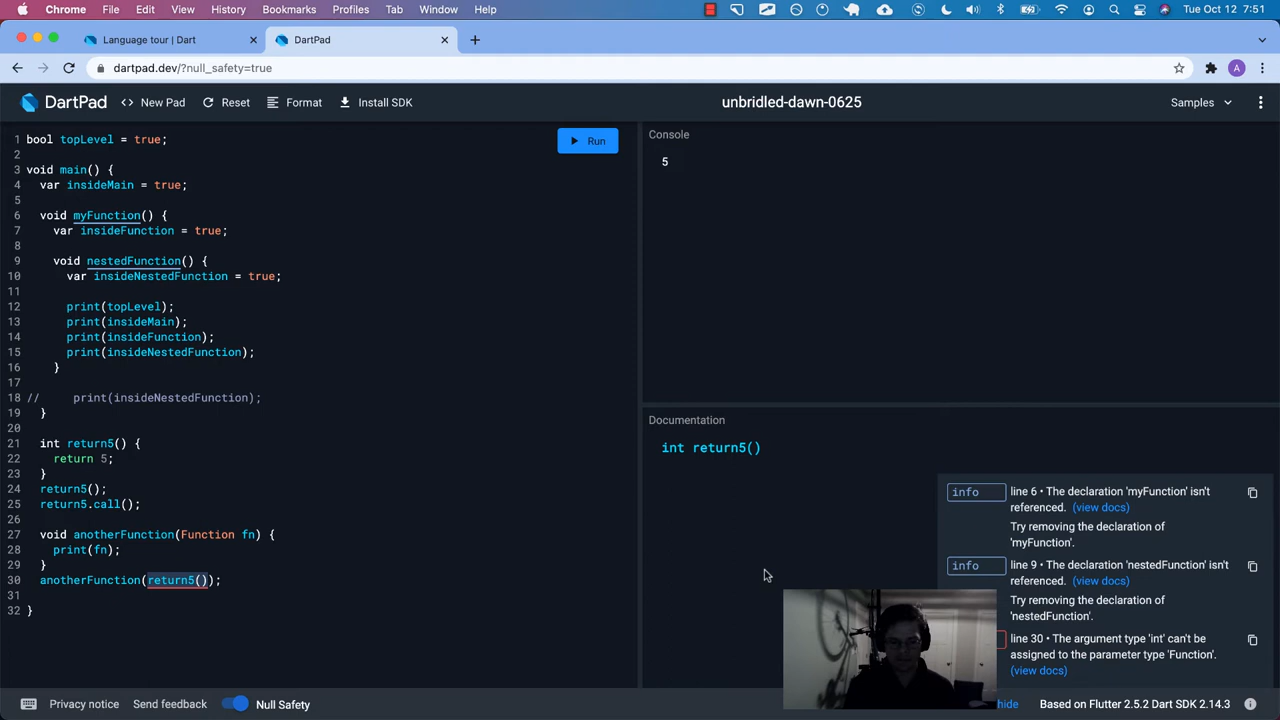 Chrome File Edit View History Bookmarks Profiles Tab Window Help Tue Oct 12 7:51
Language tour | Dart
DartPad
dartpad.dev/?null_safety=true
A
DartPad
New Pad
Reset
Format
Install SDK
unbridled-dawn-0625
Samples
1 bool topLevel = true;
2
3 void main() {
4 var insideMain = true;
5
6 void myFunction() {
7 var insideFunction = true;
8
9 void nestedFunction() {
10 var insideNestedFunction = true;
11
12 print(topLevel);
13 print(insideMain);
14 print(insideFunction);
15 print(insideNestedFunction);
16 }
17
18 // print(insideNestedFunction);
19 }
20
21 int return5() {
22 return 5;
23 }
24 return5();
25 return5.call();
26
27 void anotherFunction(Function fn) {
28 print(fn);
29 }
30 anotherFunction(return5());
31
32 }
Run
Console
5
Documentation
int return5()
info line 6 • The declaration 'myFunction' isn't
referenced. (view docs)
Try removing the declaration of
'myFunction'.
info line 9 • The declaration 'nestedFunction' isn't
referenced. (view docs)
Try removing the declaration of
'nestedFunction'.
line 30 • The argument type 'int' can't be
assigned to the parameter type 'Function'.
(view docs)
Privacy notice
Send feedback
Null Safety
hide
Based on Flutter 2.5.2 Dart SDK 2.14.3